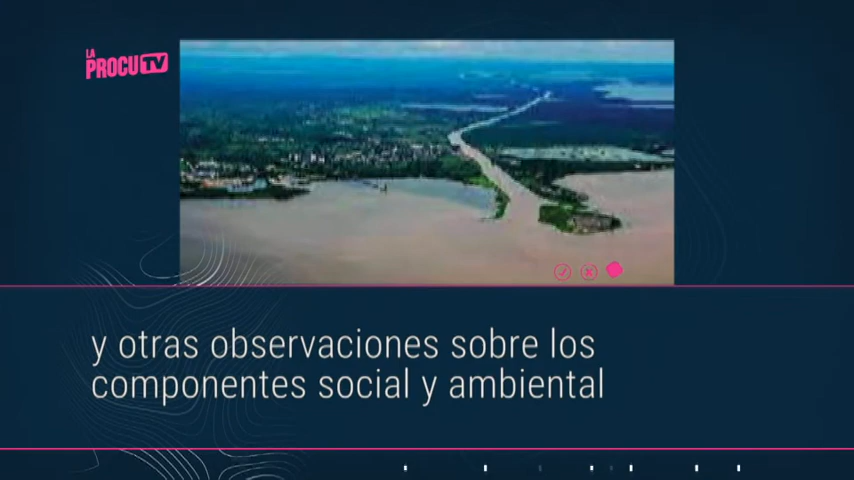 LA
PROCU TV
y otras observaciones sobre los
componentes social y ambiental